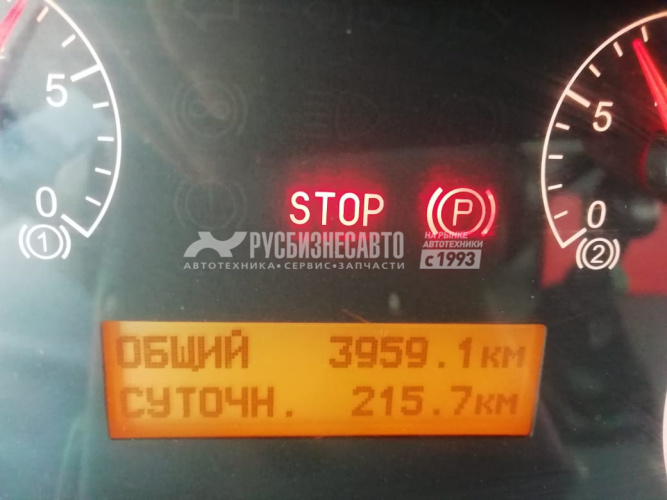 5
0
1
STOP
P
5
0
2
РУСБИЗНЕСАВТО
АВТОТЕХНИКА•СЕРВИС•ЗАПЧАСТИ
НА РЫНКЕ
АВТОТЕХНИКИ
с 1993
ОБЩИЙ 3959.1км
СУТОЧН. 215.7км